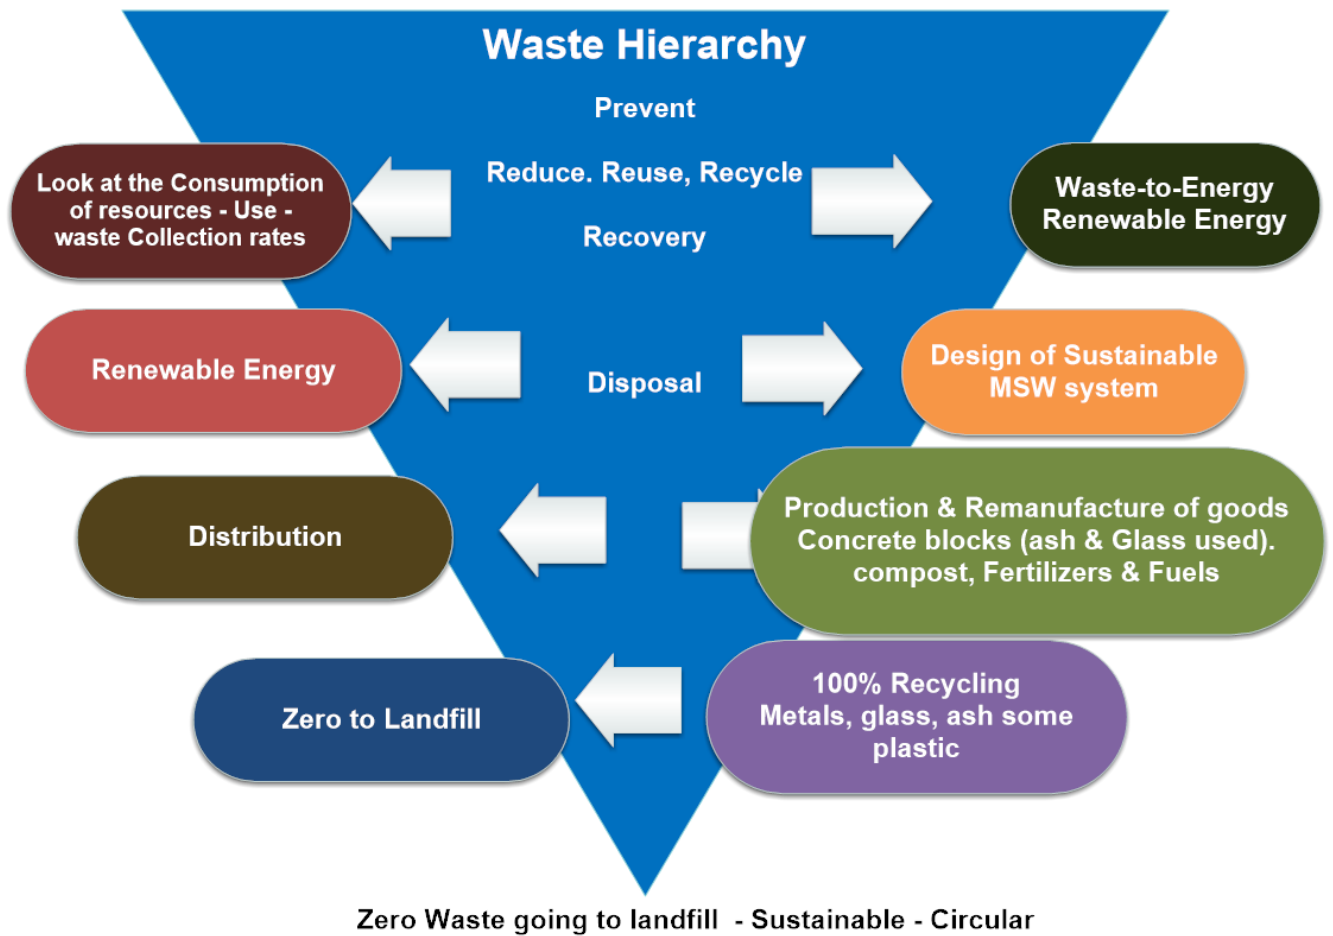 Waste Hierarchy
Prevent
Reduce. Reuse, Recycle
Recovery
Disposal
Look at the Consumption
of resources - Use -
waste Collection rates
Waste-to-Energy
Renewable Energy
Renewable Energy
Design of Sustainable
MSW system
Distribution
Production & Remanufacture of goods
Concrete blocks (ash & Glass used).
compost, Fertilizers & Fuels
Zero to Landfill
100% Recycling
Metals, glass, ash some
plastic
Zero Waste going to landfill - Sustainable - Circular